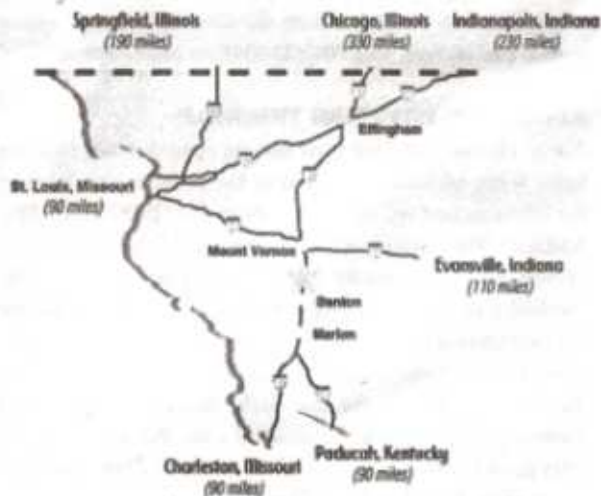 Springfield, Illinois
(190 miles)
Chicago, Illinois
(330 miles)
Indianapolis, Indiana
(230 miles)
Effingham
St. Louis, Missouri
(90 miles)
Mount Vernon
Evansville, Indiana
(110 miles)
Benton
Marion
Paducah, Kentucky
(90 miles)
Charleston, Missouri
(90 miles)